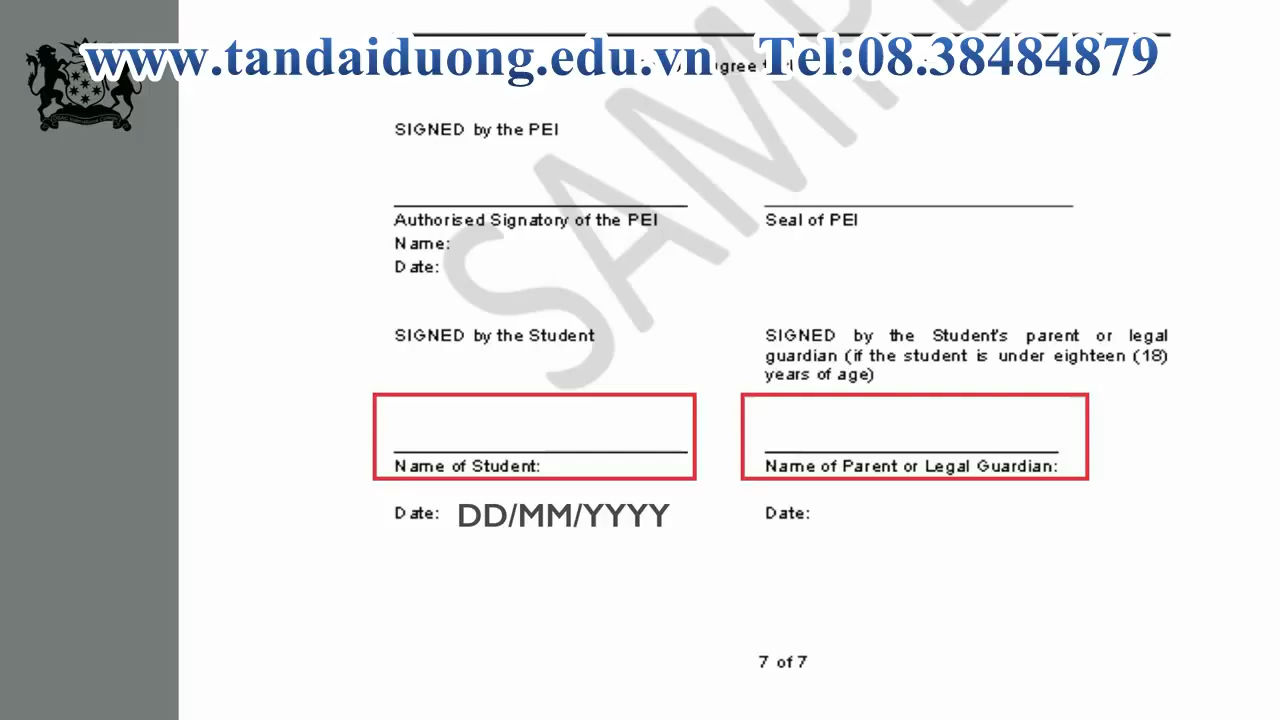 www.tandaiduong.edu.vn Tel:08.38484879
SAMPLE
SIGNED by the PEI
Authorised Signatory of the PEI
Seal of PEI
Name:
Date:
SIGNED by the Student
SIGNED by the Student's parent or legal
guardian (if the student is under eighteen (18)
years of age)
Name of Student:
Name of Parent or Legal Guardian:
Date: DD/MM/YYYY
Date:
7 of 7